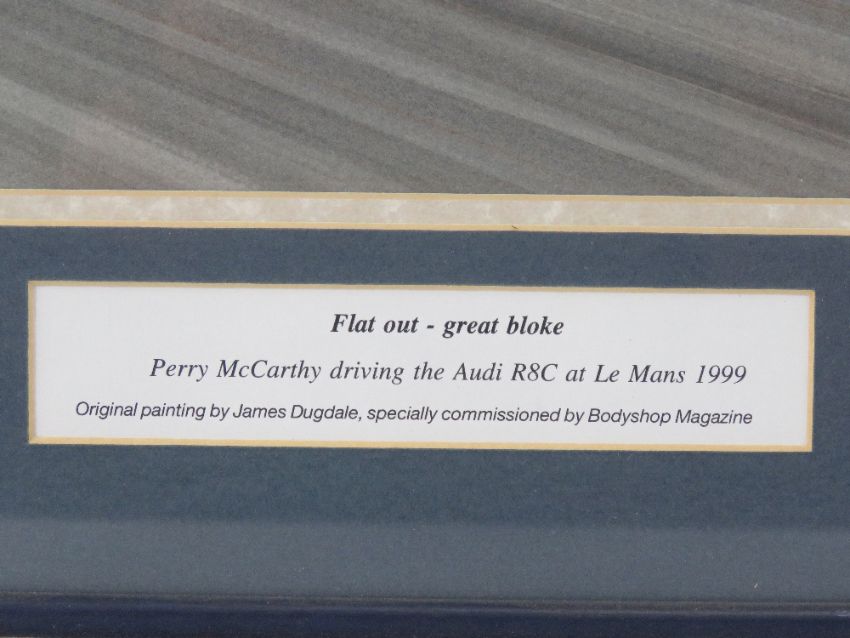 Flat out - great bloke
Perry McCarthy driving the Audi R8C at Le Mans 1999
Original painting by James Dugdale, specially commissioned by Bodyshop Magazine